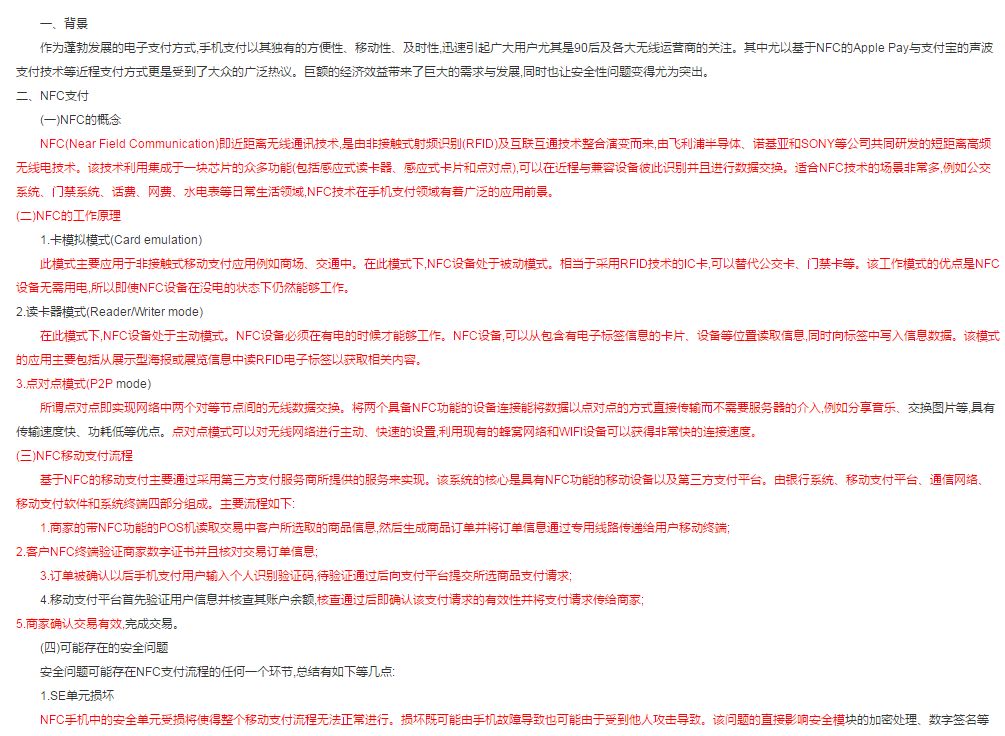 一、背景
作为蓬勃发展的电子支付方式,手机支付以其独有的方便性、移动性、及时性,迅速引起广大用户尤其是90后及各大无线运营商的关注。其中尤以基于NFC的Apple Pay与支付宝的声波
支付技术等近程支付方式更是受到了大众的广泛热议。巨额的经济效益带来了巨大的需求与发展,同时也让安全性问题变得尤为突出。
二、NFC支付
(一)NFC的概念
NFC(Near Field Communication)即近距离无线通讯技术,是由非接触式射频识别(RFID)及互联互通技术整合演变而来,由飞利浦半导体、诺基亚和SONY等公司共同研发的短距离高频
无线电技术。该技术利用集成于一块芯片的众多功能(包括感应式读卡器、感应式卡片和点对点),可以在近程与兼容设备彼此识别并且进行数据交换。适合NFC技术的场景非常多,例如公交
系统、门禁系统、话费、网费、水电表等日常生活领域,NFC技术在手机支付领域有着广泛的应用前景。
(二)NFC的工作原理
1.卡模拟模式(Card emulation)
此模式主要应用于非接触式移动支付应用例如商场、交通中。在此模式下,NFC设备处于被动模式。相当于采用RFID技术的IC卡,可以替代公交卡、门禁卡等。该工作模式的优点是NFC
设备无需用电,所以即使NFC设备在没电的状态下仍然能够工作。
2.读卡器模式(Reader/Writer mode)
在此模式下,NFC设备处于主动模式。NFC设备必须在有电的时候才能够工作。NFC设备,可以从包含有电子标签信息的卡片、设备等位置读取信息,同时向标签中写入信息数据。该模式
的应用主要包括从展示型海报或展览信息中读RFID电子标签以获取相关内容。
3.点对点模式(P2P mode)
所谓点对点即实现网络中两个对等节点间的无线数据交换。将两个具备NFC功能的设备连接能将数据以点对点的方式直接传输而不需要服务器的介入,例如分享音乐、交换图片等,具有
传输速度快、功耗低等优点。点对点模式可以对无线网络进行主动、快速的设置,利用现有的蜂窝网络和WIFI设备可以获得非常快的连接速度。
(三)NFC移动支付流程
基于NFC的移动支付主要通过采用第三方支付服务商所提供的服务来实现。该系统的核心是具有NFC功能的移动设备以及第三方支付平台。由银行系统、移动支付平台、通信网络、
移动支付软件和系统终端四部分组成。主要流程如下:
1.商家的带NFC功能的POS机读取交易中客户所选取的商品信息,然后生成商品订单并将订单信息通过专用线路传递给用户移动终端;
2.客户NFC终端验证商家数字证书并且核对交易订单信息;
3.订单被确认以后手机支付用户输入个人识别验证码,待验证通过后向支付平台提交所选商品支付请求;
4.移动支付平台首先验证用户信息并核查其账户余额,核查通过后即确认该支付请求的有效性并将支付请求传给商家;
5.商家确认交易有效,完成交易。
(四)可能存在的安全问题
安全问题可能存在NFC支付流程的任何一个环节,总结有如下等几点:
1.SE单元损坏
NFC手机中的安全单元受损将使得整个移动支付流程无法正常进行。损坏既可能由手机故障导致也可能由于受到他人攻击导致。该问题的直接影响安全模块的加密处理、数字签名等